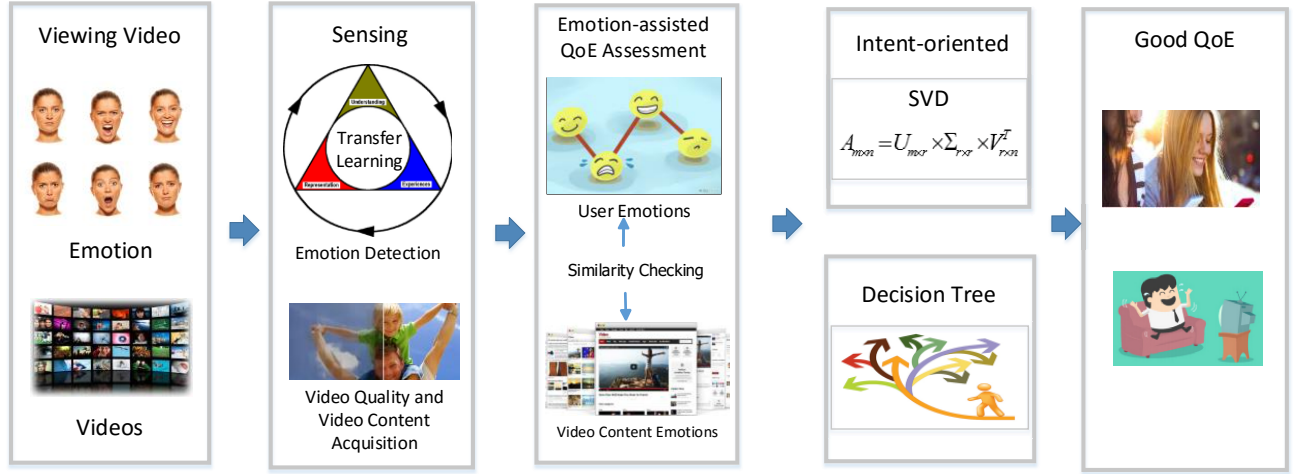 Viewing Video
Emotion
Videos
Sensing
Understanding
Transfer
Learning
Representation
Experiences
Emotion Detection
Video Quality and
Video Content
Acquisition
Emotion-assisted
QoE Assessment
User Emotions
Similarity Checking
Video Content Emotions
Intent-oriented
SVD
A_{m×n} = U_{m×r} × Σ_{r×r} × V^T_{r×n}
Decision Tree
Good QoE